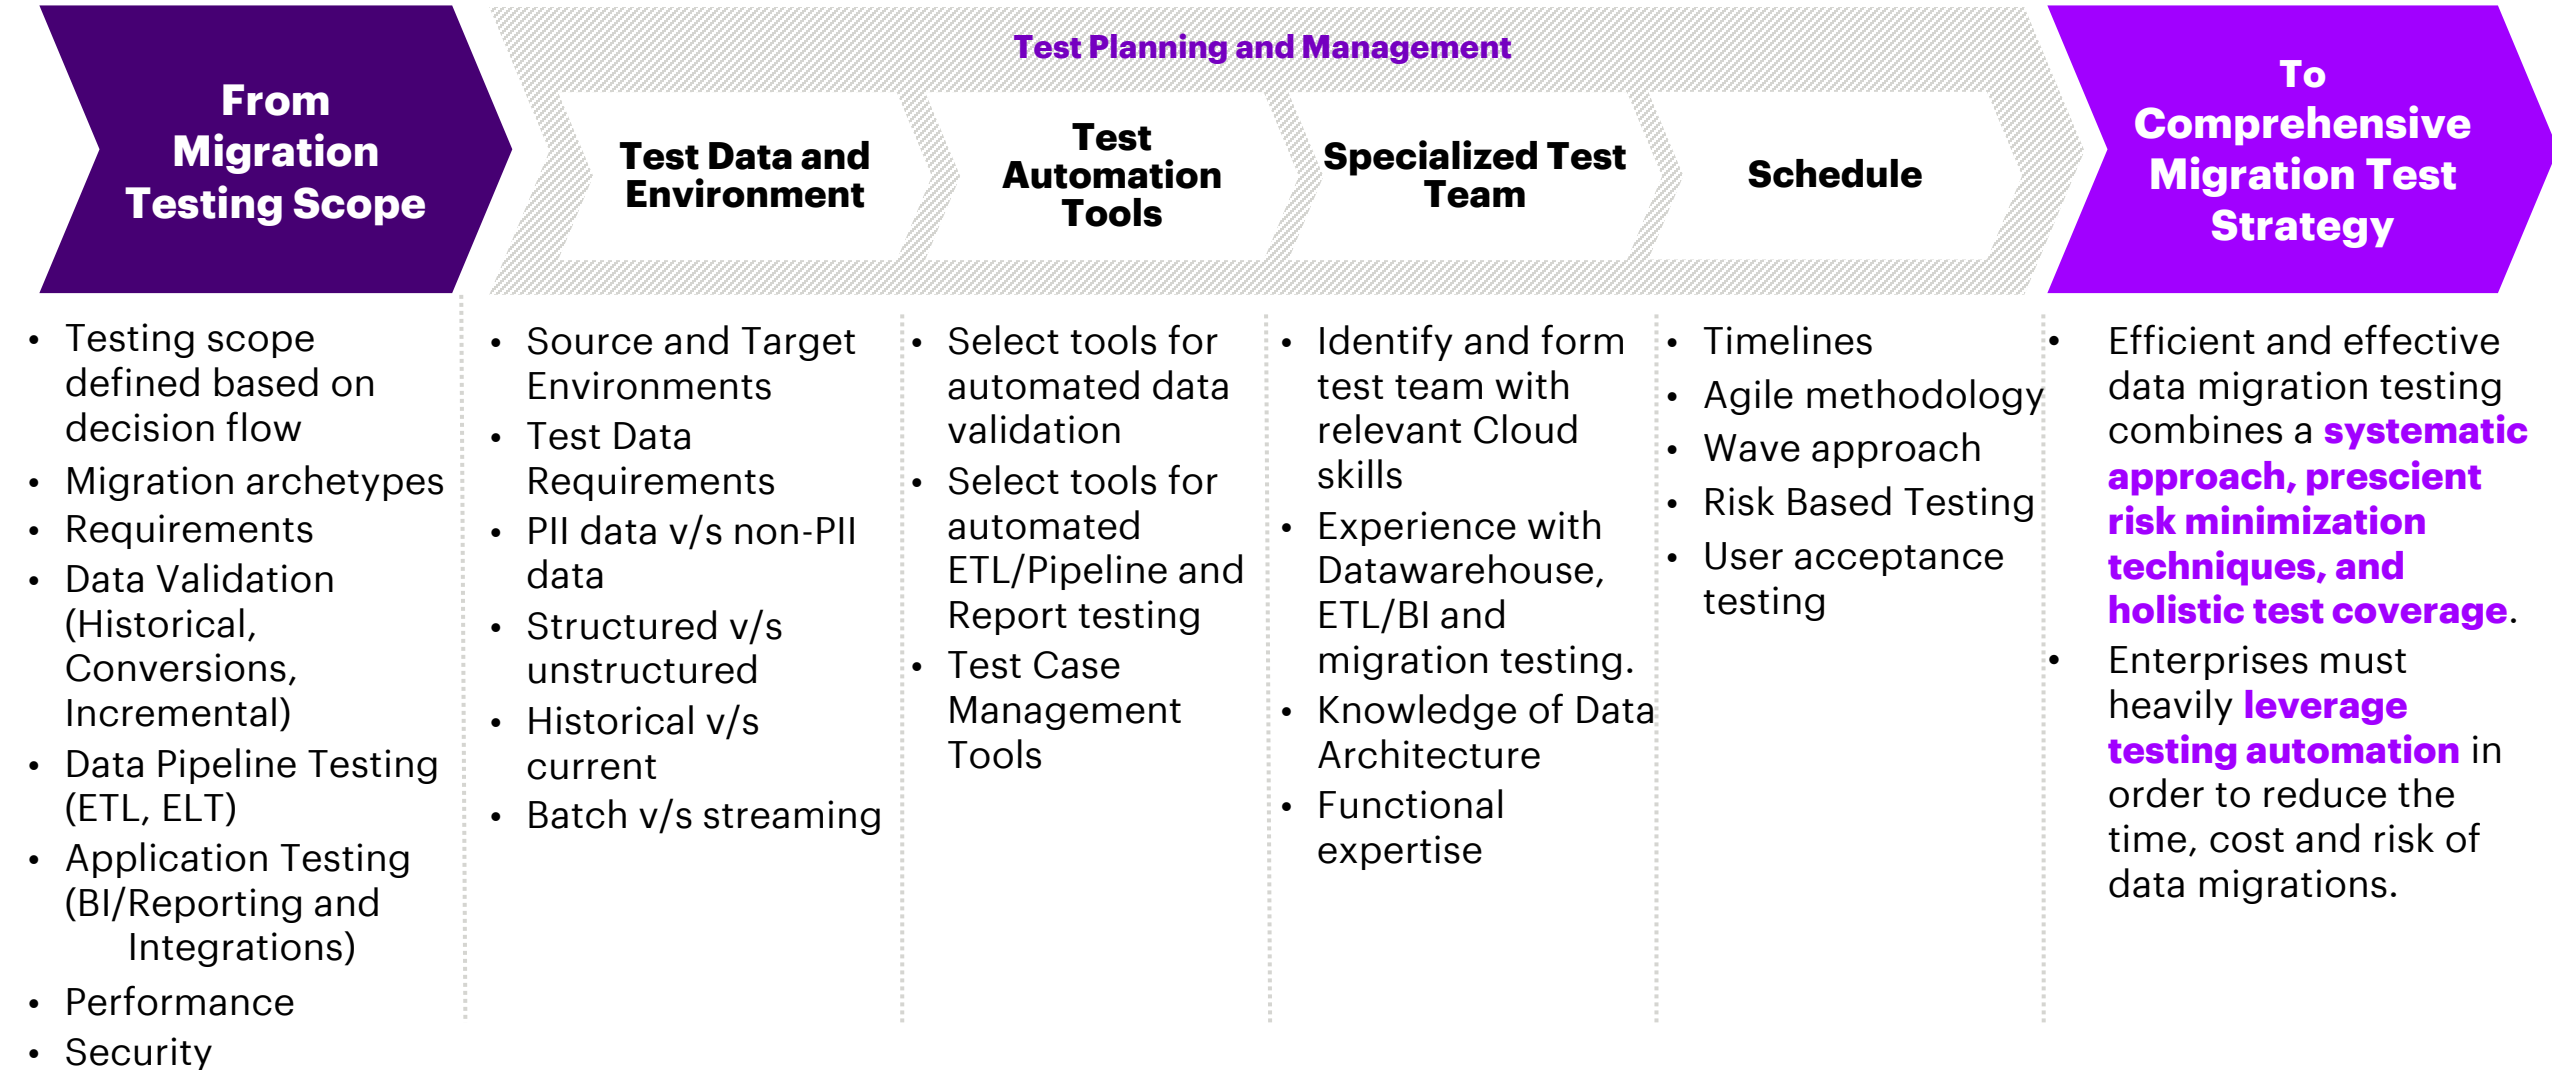 From
Migration
Testing Scope
Test Planning and Management
Test Data and
Environment
Test
Automation
Tools
Specialized Test
Team
Schedule
To
Comprehensive
Migration Test
Strategy
• Testing scope
defined based on
decision flow
• Migration archetypes
• Requirements
• Data Validation
(Historical,
Conversions,
Incremental)
• Data Pipeline Testing
(ETL, ELT)
• Application Testing
(BI/Reporting and
Integrations)
• Performance
• Security
• Source and Target
Environments
• Test Data
Requirements
• PII data v/s non-PII
data
• Structured v/s
unstructured
• Historical v/s
current
• Batch v/s streaming
• Select tools for
automated data
validation
• Select tools for
automated
ETL/Pipeline and
Report testing
• Test Case
Management
Tools
• Identify and form
test team with
relevant Cloud
skills
• Experience with
Datawarehouse,
ETL/BI and
migration testing.
• Knowledge of Data
Architecture
• Functional
expertise
• Timelines
• Agile methodology
• Wave approach
• Risk Based Testing
• User acceptance
testing
• Efficient and effective
data migration testing
combines a systematic
approach, prescient
risk minimization
techniques, and
holistic test coverage.
• Enterprises must
heavily leverage
testing automation in
order to reduce the
time, cost and risk of
data migrations.